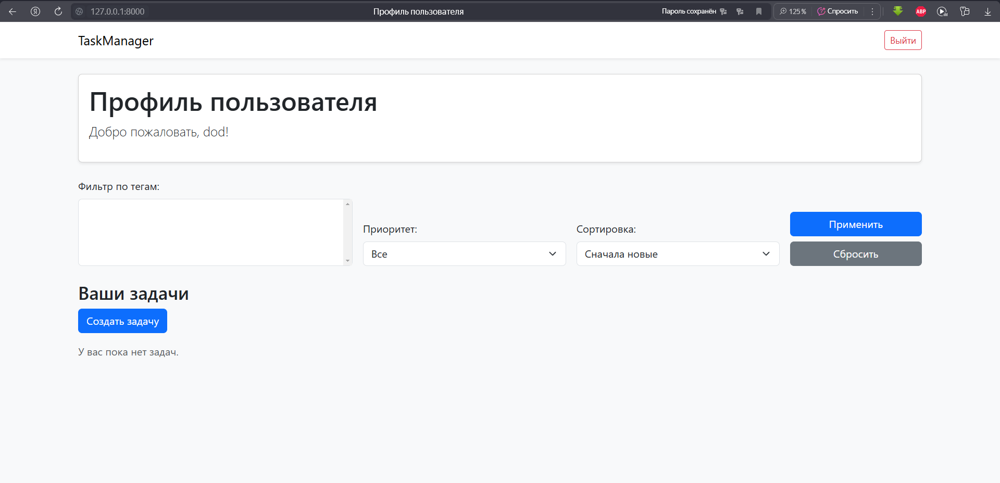 127.0.0.1:8000 Профиль пользователя Пароль сохранён 125 % Спросить ABP
TaskManager Выйти
Профиль пользователя
Добро пожаловать, dod!
Фильтр по тегам:
Приоритет: Сортировка: Применить
Все Сначала новые Сбросить
Ваши задачи
Создать задачу
У вас пока нет задач.